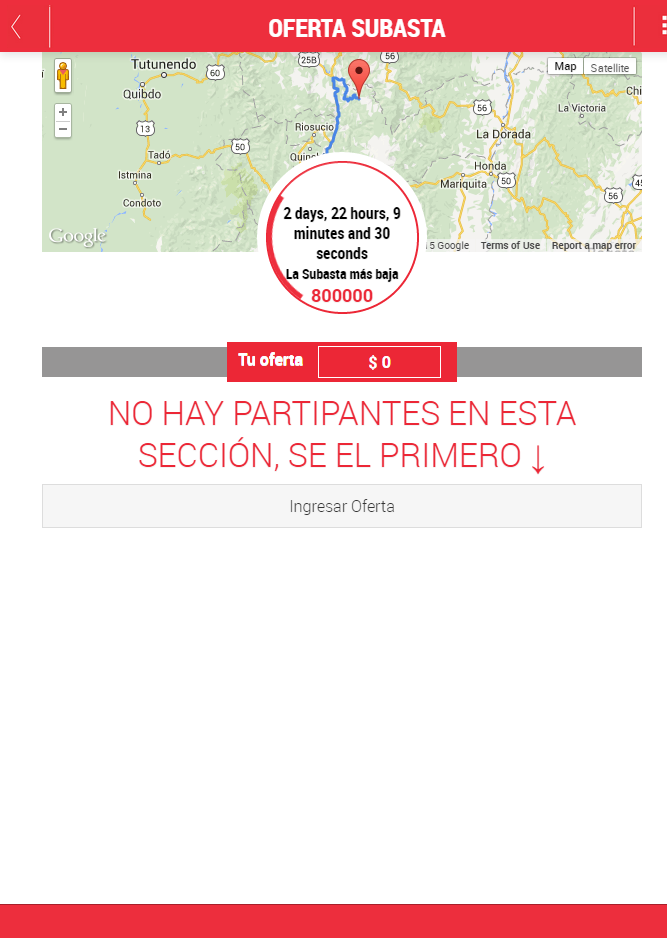 OFERTA SUBASTA
Tutunendo
60
25B
56
Map
Satellite
Quibdo
Chi
56
La Victoria
13
Riosucio
La Dorada
Tadó
50
Quinc
Honda
Istmina
Mariquita
50
Condoto
56
Google
5 Google
Terms of Use
Report a map error
2 days, 22 hours, 9
minutes and 30
seconds
La Subasta más baja
800000
Tu oferta
$ 0
NO HAY PARTIPANTES EN ESTA
SECCIÓN, SE EL PRIMERO ↓
Ingresar Oferta